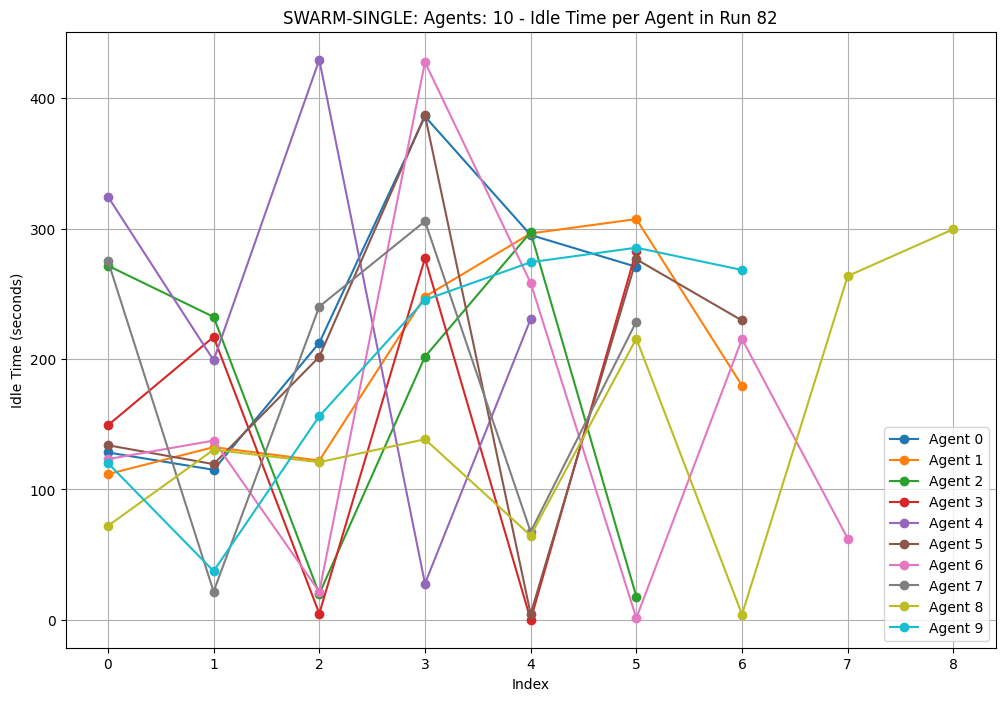 SWARM-SINGLE: Agents: 10 - Idle Time per Agent in Run 82
Idle Time (seconds)
400
300
200
100
0
0 1 2 3 4 5 6 7 8
Index
Agent 0
Agent 1
Agent 2
Agent 3
Agent 4
Agent 5
Agent 6
Agent 7
Agent 8
Agent 9